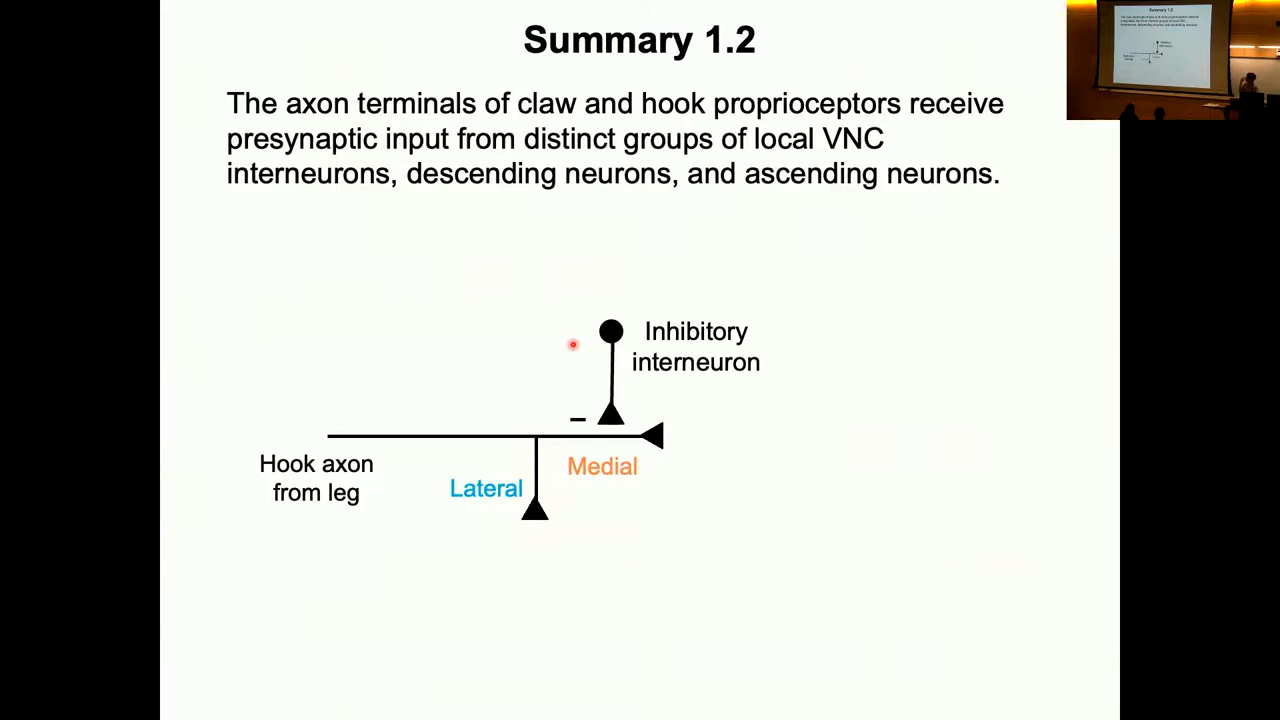 Summary 1.2
The axon terminals of claw and hook proprioceptors receive
presynaptic input from distinct groups of local VNC
interneurons, descending neurons, and ascending neurons.
Inhibitory
interneuron
–
Hook axon
from leg
Lateral
Medial